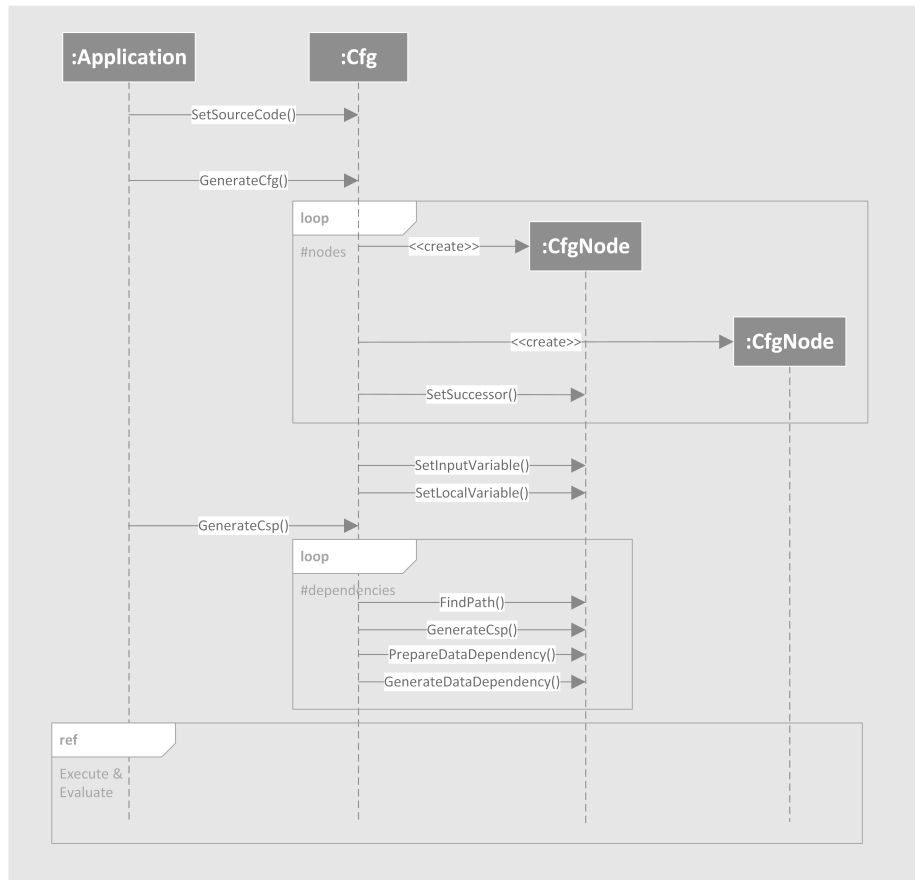 :Application
:Cfg
SetSourceCode()
GenerateCfg()
loop
#nodes
<<create>>
:CfgNode
<<create>>
:CfgNode
SetSuccessor()
SetInputVariable()
SetLocalVariable()
GenerateCsp()
loop
#dependencies
FindPath()
GenerateCsp()
PrepareDataDependency()
GenerateDataDependency()
ref
Execute &
Evaluate